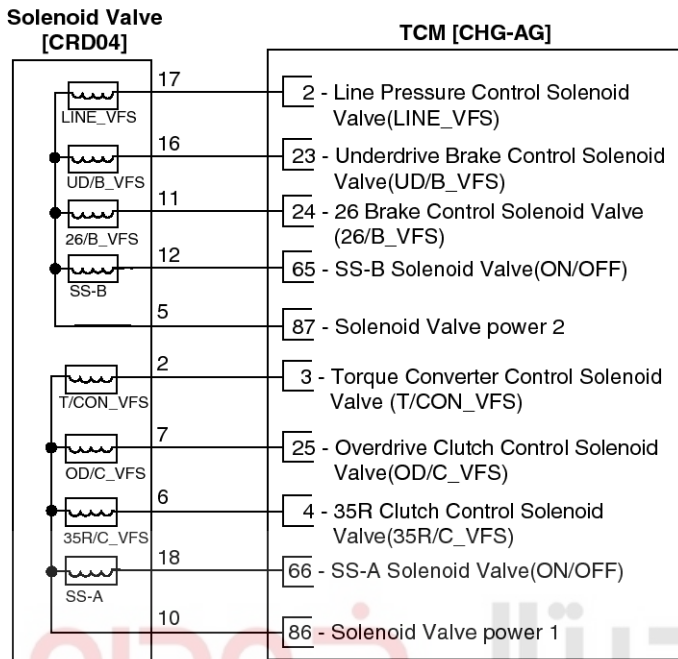 Solenoid Valve
[CRD04]
TCM [CHG-AG]
17
2 - Line Pressure Control Solenoid
Valve(LINE_VFS)
LINE_VFS
16
23 - Underdrive Brake Control Solenoid
Valve(UD/B_VFS)
UD/B_VFS
11
24 - 26 Brake Control Solenoid Valve
(26/B_VFS)
26/B_VFS
12
65 - SS-B Solenoid Valve(ON/OFF)
SS-B
5
87 - Solenoid Valve power 2
2
3 - Torque Converter Control Solenoid
Valve (T/CON_VFS)
T/CON_VFS
7
25 - Overdrive Clutch Control Solenoid
Valve(OD/C_VFS)
OD/C_VFS
6
4 - 35R Clutch Control Solenoid
Valve(35R/C_VFS)
35R/C_VFS
18
66 - SS-A Solenoid Valve(ON/OFF)
SS-A
10
86 - Solenoid Valve power 1